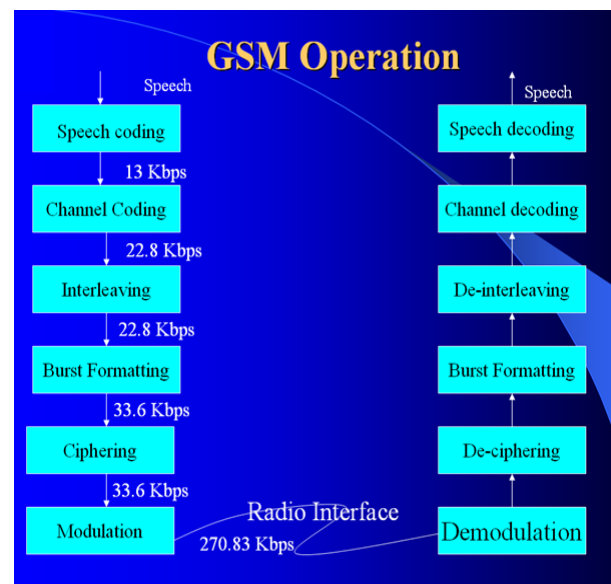 GSM Operation
Speech
Speech coding
13 Kbps
Channel Coding
22.8 Kbps
Interleaving
22.8 Kbps
Burst Formatting
33.6 Kbps
Ciphering
33.6 Kbps
Modulation
Radio Interface
270.83 Kbps
Speech
Speech decoding
Channel decoding
De-interleaving
Burst Formatting
De-ciphering
Demodulation